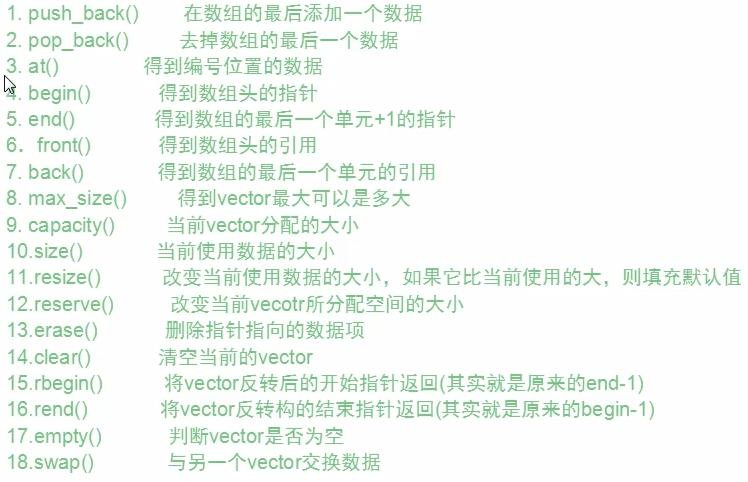 1. push_back() 在数组的最后添加一个数据
2. pop_back() 去掉数组的最后一个数据
3. at() 得到编号位置的数据
4. begin() 得到数组头的指针
5. end() 得到数组的最后一个单元+1的指针
6. front() 得到数组头的引用
7. back() 得到数组的最后一个单元的引用
8. max_size() 得到vector最大可以是多大
9. capacity() 当前vector分配的大小
10.size() 当前使用数据的大小
11.resize() 改变当前使用数据的大小，如果它比当前使用的大，则填充默认值
12.reserve() 改变当前vecotr所分配空间的大小
13.erase() 删除指针指向的数据项
14.clear() 清空当前的vector
15.rbegin() 将vector反转后的开始指针返回(其实就是原来的end-1)
16.rend() 将vector反转构的结束指针返回(其实就是原来的begin-1)
17.empty() 判断vector是否为空
18.swap() 与另一个vector交换数据